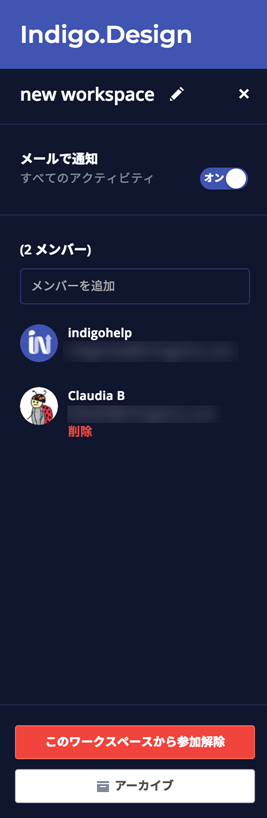 Indigo.Design
new workspace
メールで通知
すべてのアクティビティ
オン
(2 メンバー)
メンバーを追加
indigohelp
Claudia B
削除
このワークスペースから参加解除
アーカイブ